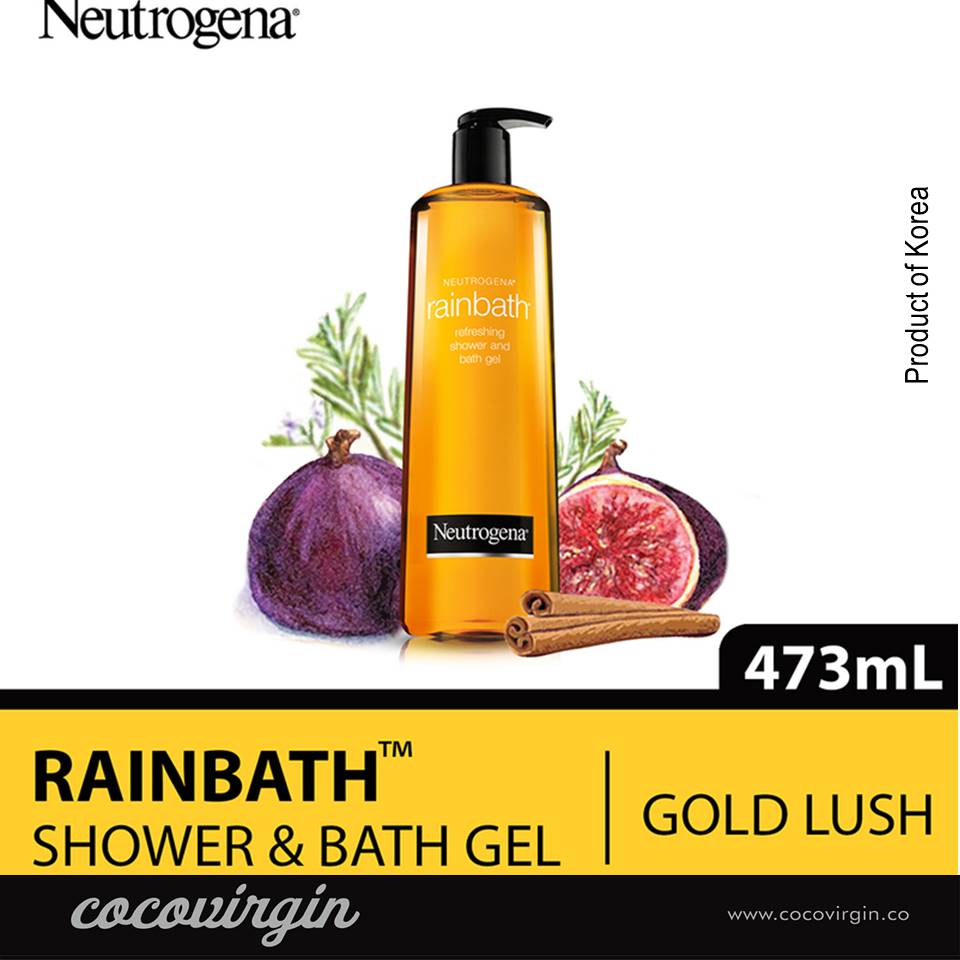 Neutrogena®
Product of Korea
NEUTROGENA®
rainbath®
refreshing
shower and
bath gel
Neutrogena®
473mL
RAINBATH™
SHOWER & BATH GEL
GOLD LUSH
cocovirgin
www.cocovirgin.co